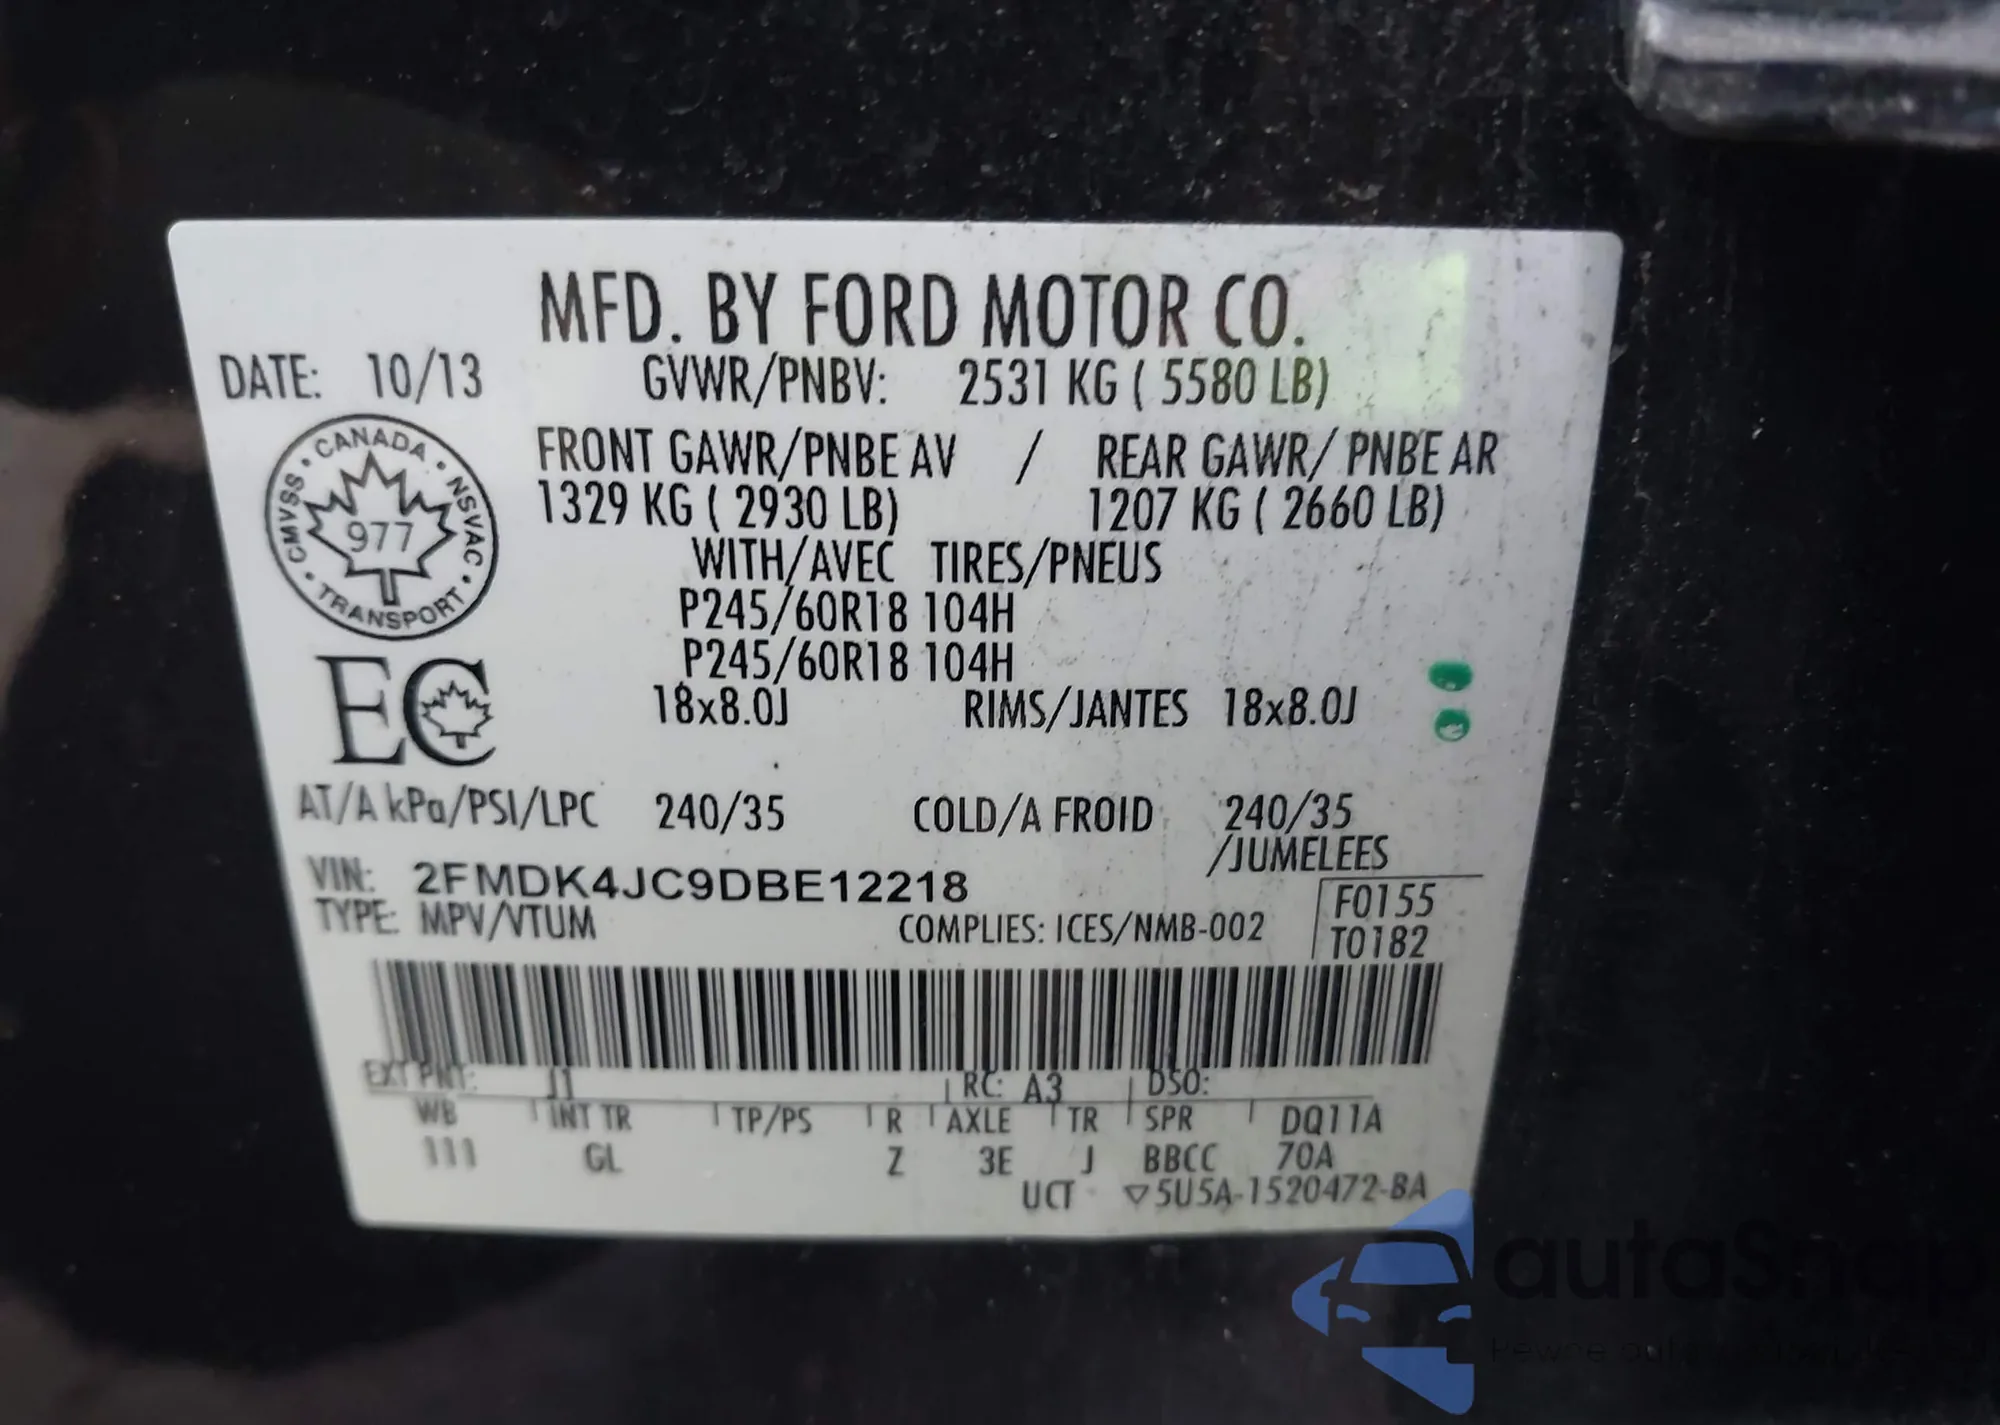 MFD. BY FORD MOTOR CO.
DATE: 10/13 GVWR/PNBV: 2531 KG ( 5580 LB)
FRONT GAWR/PNBE AV / REAR GAWR/ PNBE AR
1329 KG ( 2930 LB) 1207 KG ( 2660 LB)
WITH/AVEC TIRES/PNEUS
P245/60R18 104H
P245/60R18 104H
18x8.0J RIMS/JANTES 18x8.0J
CANADA • NSVAC • TRANSPORT • CMVSS •
977
EC
AT/A kPa/PSI/LPC 240/35 COLD/A FROID 240/35
/JUMELEES
VIN: 2FMDK4JC9DBE12218
TYPE: MPV/VTUM COMPLIES: ICES/NMB-002
F0155
T0182
EXT PNT: J1 RC: A3 DSO:
WB INT TR TP/PS R AXLE TR SPR DQ11A
111 GL Z 3E J BBCC 70A
UCT ▽5U5A-1520472-BA
autaSnap